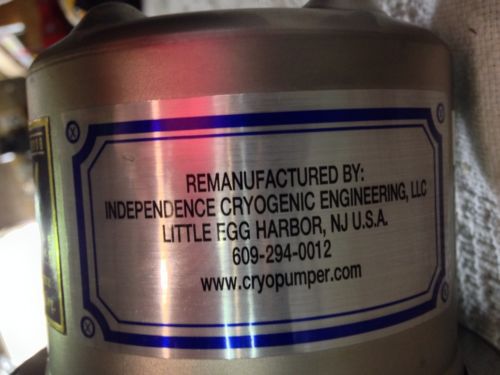 REMANUFACTURED BY:
INDEPENDENCE CRYOGENIC ENGINEERING, LLC
LITTLE EGG HARBOR, NJ U.S.A.
609-294-0012
www.cryopumper.com